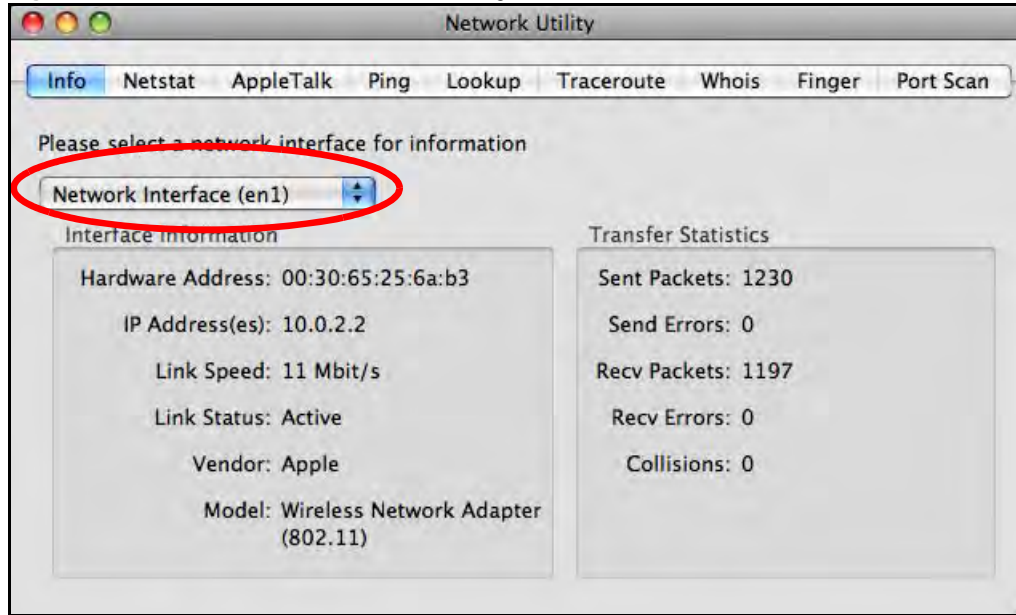 Network Utility
Info Netstat AppleTalk Ping Lookup Traceroute Whois Finger Port Scan
Please select a network interface for information
Network Interface (en1)
Interface Information
Hardware Address: 00:30:65:25:6a:b3
IP Address(es): 10.0.2.2
Link Speed: 11 Mbit/s
Link Status: Active
Vendor: Apple
Model: Wireless Network Adapter
(802.11)
Transfer Statistics
Sent Packets: 1230
Send Errors: 0
Recv Packets: 1197
Recv Errors: 0
Collisions: 0